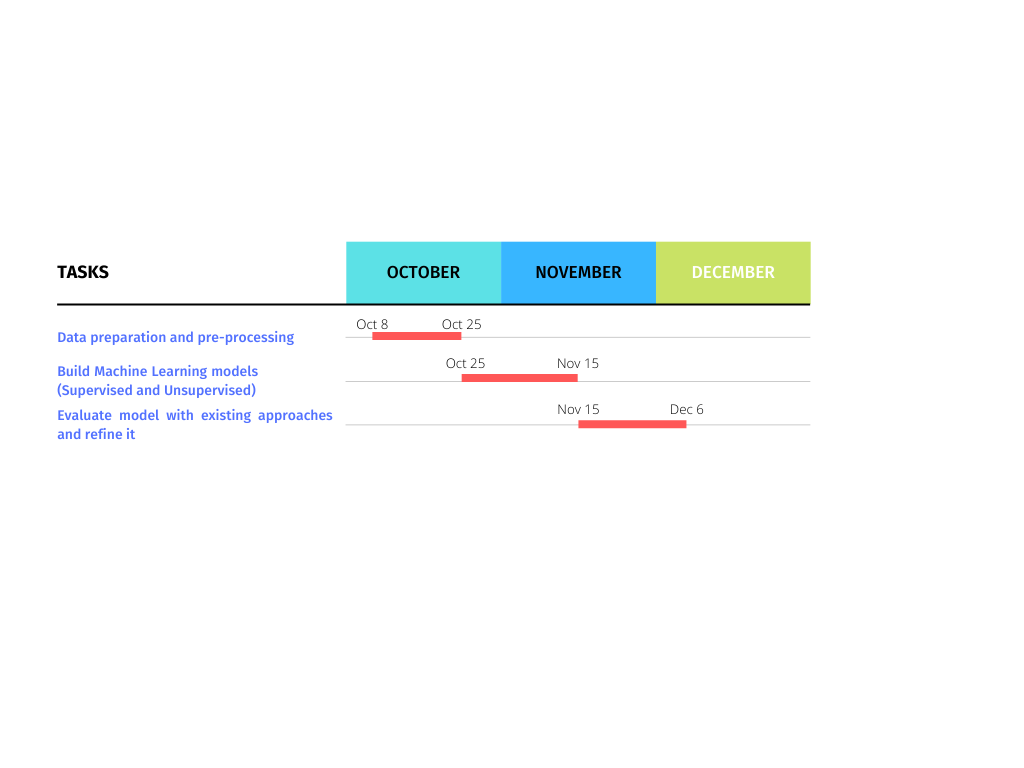 TASKS OCTOBER NOVEMBER DECEMBER
Oct 8 Oct 25
Data preparation and pre-processing
Oct 25 Nov 15
Build Machine Learning models
(Supervised and Unsupervised)
Nov 15 Dec 6
Evaluate model with existing approaches
and refine it